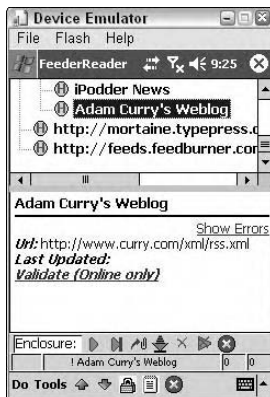 Device Emulator
File Flash Help
FeederReader 9:25
iPodder News
Adam Curry's Weblog
http://mortaine.typepress.c
http://feeds.feedburner.cor
Adam Curry's Weblog
Show Errors
Url: http://www.curry.com/xml/rss.xml
Last Updated:
Validate (Online only)
Enclosure:
! Adam Curry's Weblog 0 0
Do Tools